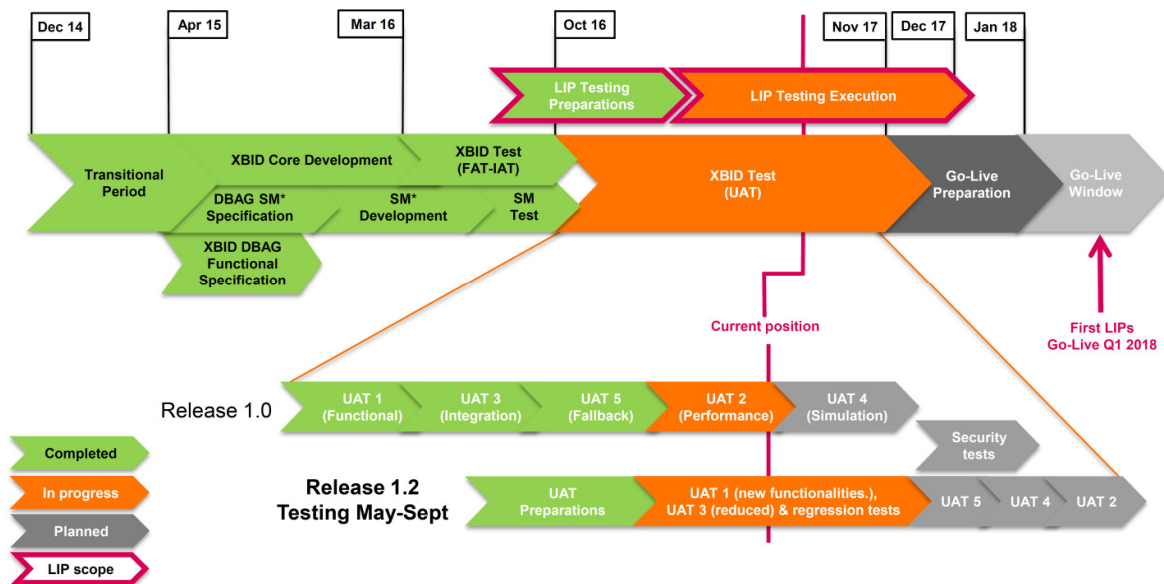 Dec 14
Apr 15
Mar 16
Oct 16
Nov 17
Dec 17
Jan 18
LIP Testing
Preparations
LIP Testing Execution
Transitional
Period
XBID Core Development
XBID Test
(FAT-IAT)
DBAG SM*
Specification
SM*
Development
SM
Test
XBID DBAG
Functional
Specification
XBID Test
(UAT)
Go-Live
Preparation
Go-Live
Window
Current position
First LIPs
Go-Live Q1 2018
Release 1.0
UAT 1
(Functional)
UAT 3
(Integration)
UAT 5
(Fallback)
UAT 2
(Performance)
UAT 4
(Simulation)
Security
tests
Release 1.2
Testing May-Sept
UAT
Preparations
UAT 1 (new functionalities.),
UAT 3 (reduced) & regression tests
UAT 5
UAT 4
UAT 2
Completed
In progress
Planned
LIP scope